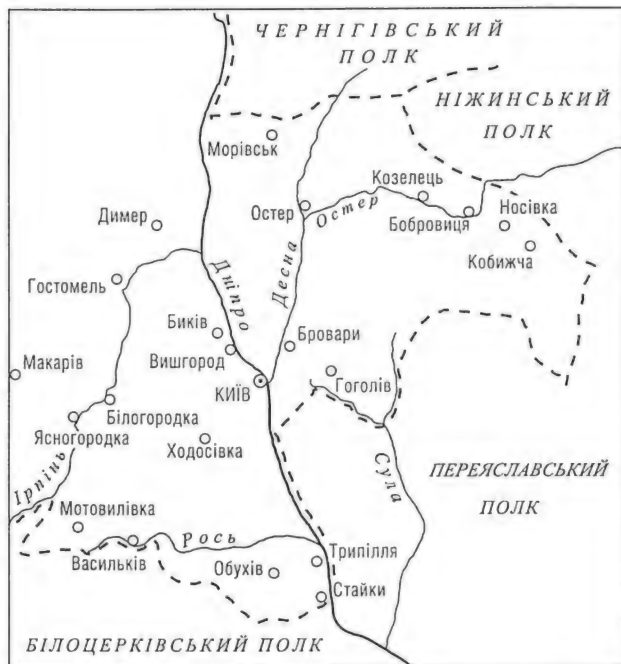 ЧЕРНІГІВСЬКИЙ
ПОЛК
НІЖИНСЬКИЙ
ПОЛК
Морівськ
Козелець
Остер
Остер
Бобровиця
Носівка
Кобижча
Димер
Гостомель
Дніпро
Десна
Биків
Вишгород
Бровари
Макарів
КИЇВ
Гоголів
Білогородка
Ясногородка
Ходосівка
Ірпінь
Сула
ПЕРЕЯСЛАВСЬКИЙ
ПОЛК
Мотовилівка
Рось
Васильків
Обухів
Трипілля
Стайки
БІЛОЦЕРКІВСЬКИЙ ПОЛК